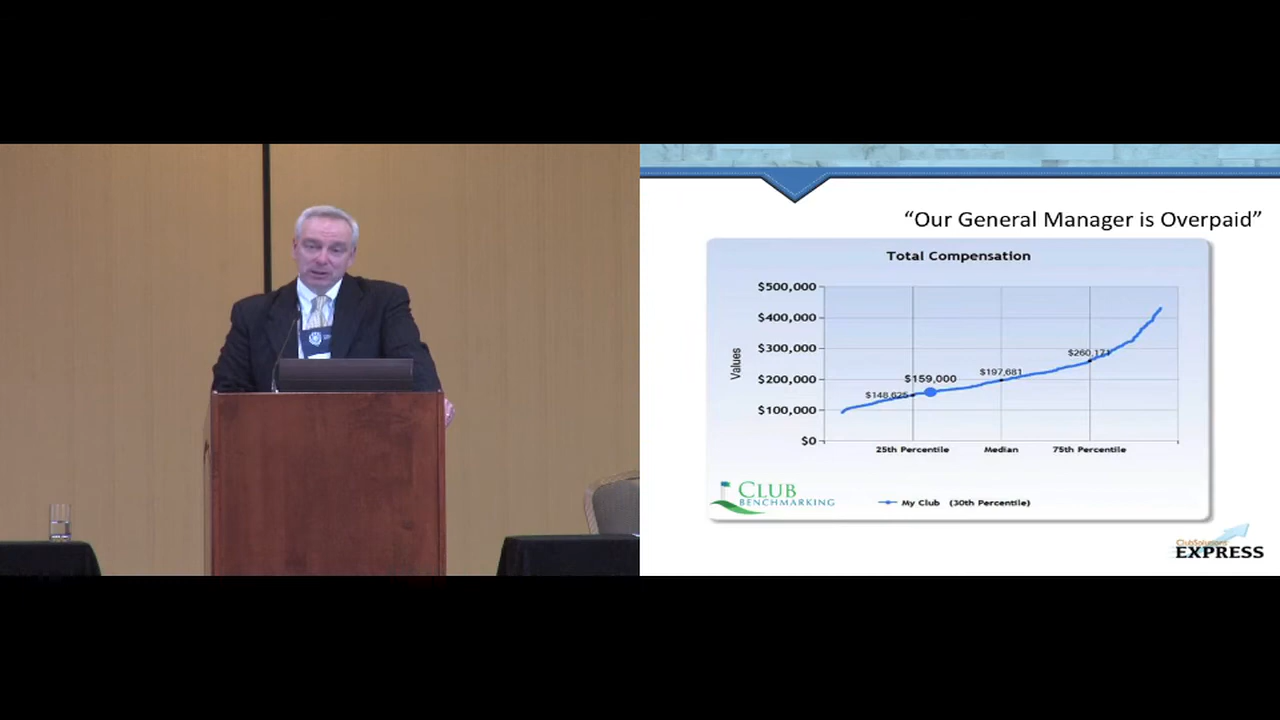 “Our General Manager is Overpaid”
Total Compensation
$500,000
$400,000
$300,000
$200,000
$100,000
$0
Values
$148,625
$159,000
$197,681
$260,171
25th Percentile
Median
75th Percentile
CLUB
BENCHMARKING
My Club (30th Percentile)
ClubSolutions
EXPRESS